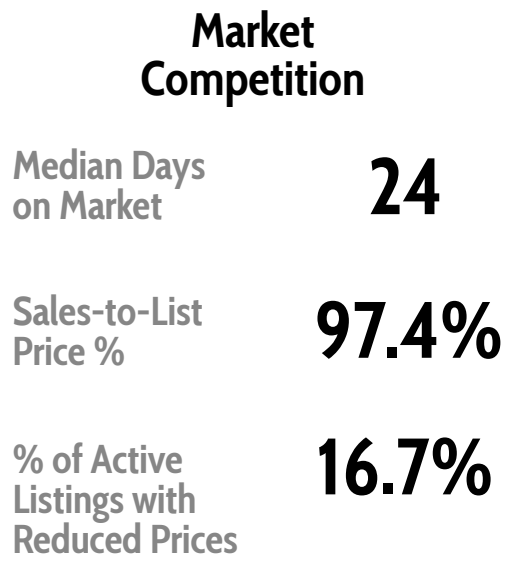 Market
Competition
Median Days
on Market
24
Sales-to-List
Price %
97.4%
% of Active
Listings with
Reduced Prices
16.7%